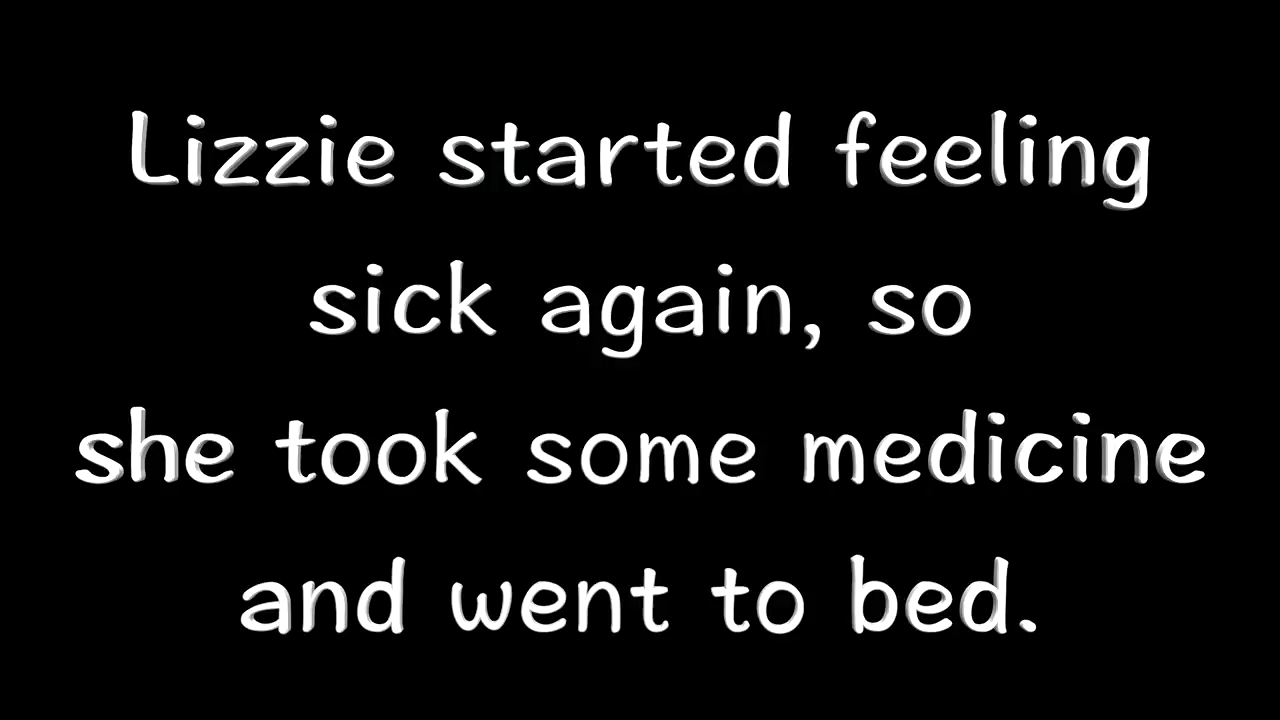 Lizzie started feeling
sick again, so
she took some medicine
and went to bed.